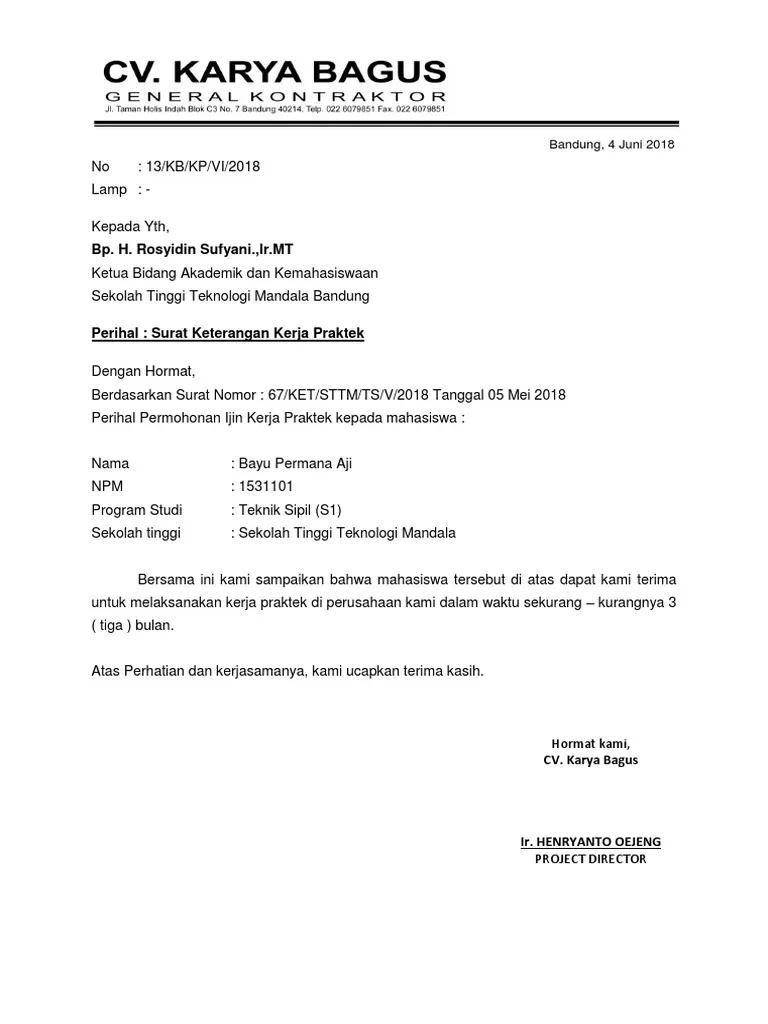 CV. KARYA BAGUS
GENERAL KONTRAKTOR
Jl. Taman Holis Indah Blok C3 No. 7 Bandung 40214. Telp. 022 6079851 Fax. 022 6079851
Bandung, 4 Juni 2018
No : 13/KB/KP/VI/2018
Lamp : -
Kepada Yth,
Bp. H. Rosyidin Sufyani.,Ir.MT
Ketua Bidang Akademik dan Kemahasiswaan
Sekolah Tinggi Teknologi Mandala Bandung
Perihal : Surat Keterangan Kerja Praktek
Dengan Hormat,
Berdasarkan Surat Nomor : 67/KET/STTM/TS/V/2018 Tanggal 05 Mei 2018
Perihal Permohonan Ijin Kerja Praktek kepada mahasiswa :
Nama : Bayu Permana Aji
NPM : 1531101
Program Studi : Teknik Sipil (S1)
Sekolah tinggi : Sekolah Tinggi Teknologi Mandala
Bersama ini kami sampaikan bahwa mahasiswa tersebut di atas dapat kami terima
untuk melaksanakan kerja praktek di perusahaan kami dalam waktu sekurang – kurangnya 3
( tiga ) bulan.
Atas Perhatian dan kerjasamanya, kami ucapkan terima kasih.
Hormat kami,
CV. Karya Bagus
Ir. HENRYANTO OEJENG
PROJECT DIRECTOR